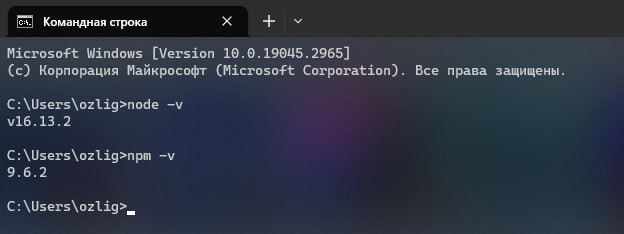 Командная строка
Microsoft Windows [Version 10.0.19045.2965]
(c) Корпорация Майкрософт (Microsoft Corporation). Все права защищены.
C:\Users\ozlig>node -v
v16.13.2
C:\Users\ozlig>npm -v
9.6.2
C:\Users\ozlig>